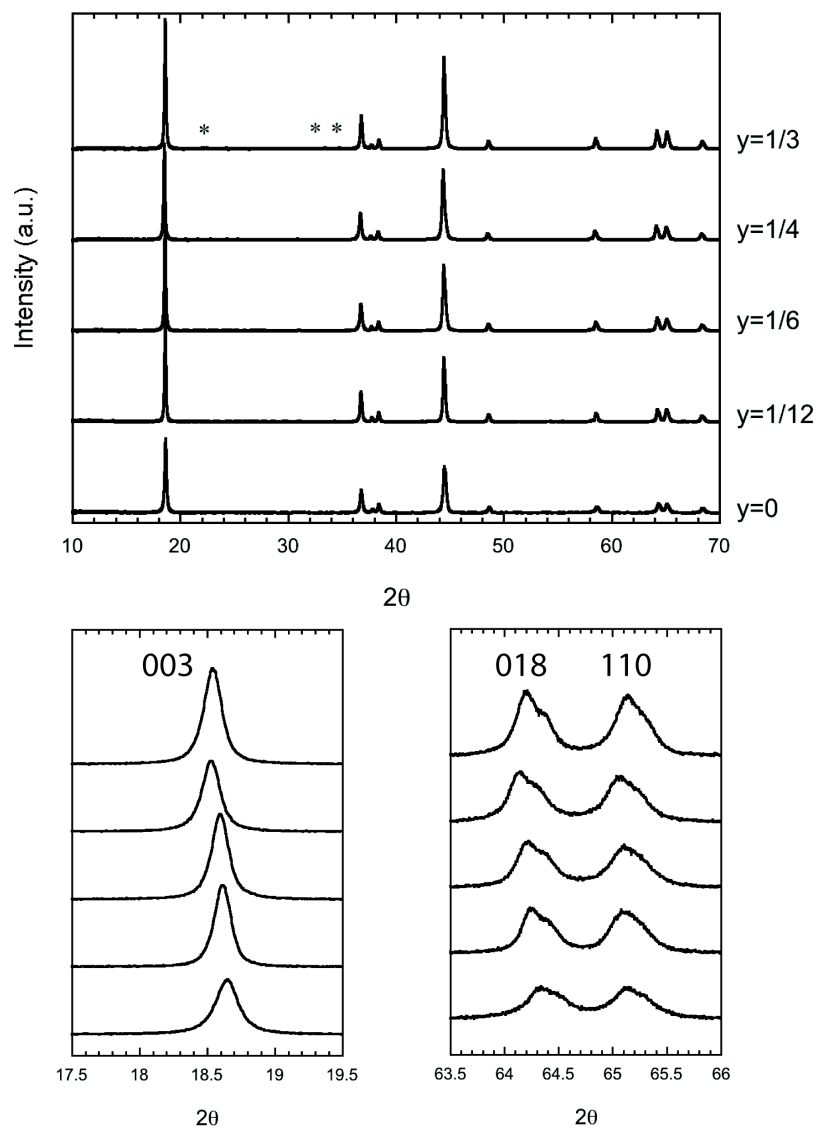 * * *
y=1/3
y=1/4
y=1/6
y=1/12
y=0
Intensity (a.u.)
10 20 30 40 50 60 70
2θ
003
018 110
17.5 18 18.5 19 19.5
63.5 64 64.5 65 65.5 66
2θ
2θ